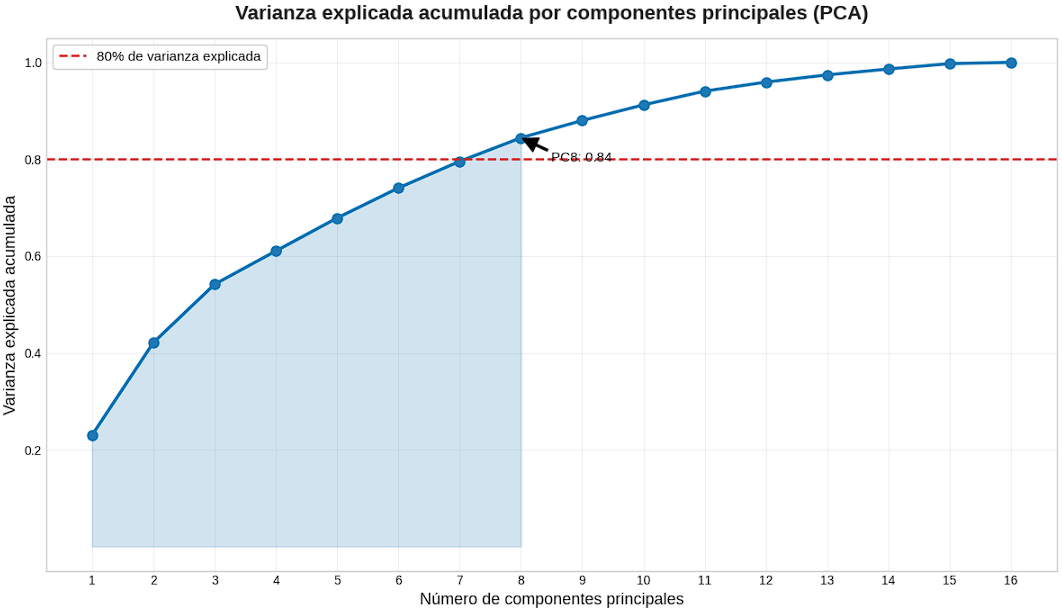 Varianza explicada acumulada por componentes principales (PCA)
80% de varianza explicada
1.0
0.8
0.6
0.4
0.2
Varianza explicada acumulada
PC8: 0.84
1 2 3 4 5 6 7 8 9 10 11 12 13 14 15 16
Número de componentes principales